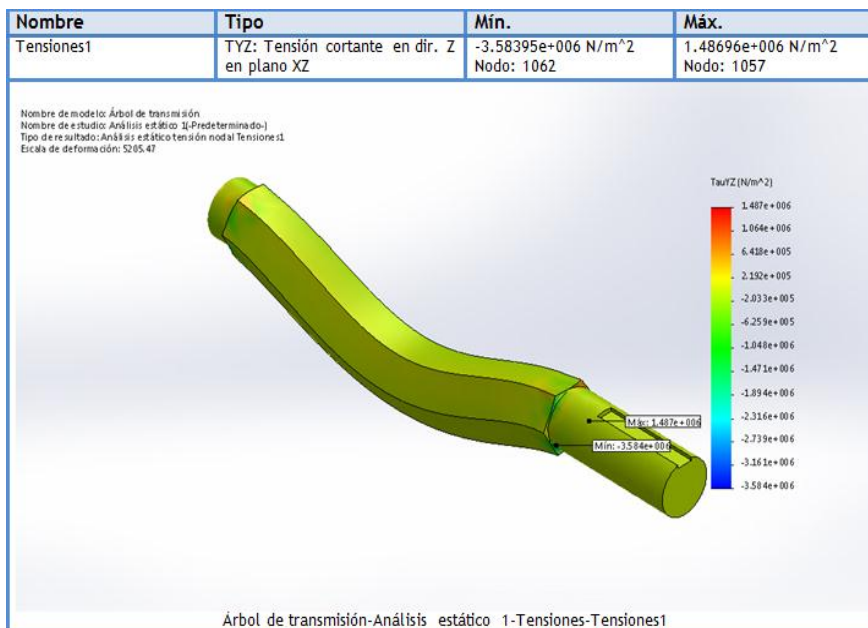 Nombre Tipo Mín. Máx.
Tensiones1 TYZ: Tensión cortante en dir. Z -3.58395e+006 N/m^2 1.48696e+006 N/m^2
en plano XZ Nodo: 1062 Nodo: 1057
Nombre de modelo: Árbol de transmisión
Nombre de estudio: Análisis estático 1(-Predeterminado-)
Tipo de resultado: Análisis estático tensión nodal Tensiones1
Escala de deformación: 5205.47
TauYZ (N/m^2)
1.487e+006
1.064e+006
6.418e+005
2.192e+005
-2.033e+005
-6.259e+005
-1.048e+006
-1.471e+006
-1.894e+006
-2.316e+006
-2.739e+006
-3.161e+006
-3.584e+006
Máx: 1.487e+006
Mín: -3.584e+006
Árbol de transmisión-Análisis estático 1-Tensiones-Tensiones1